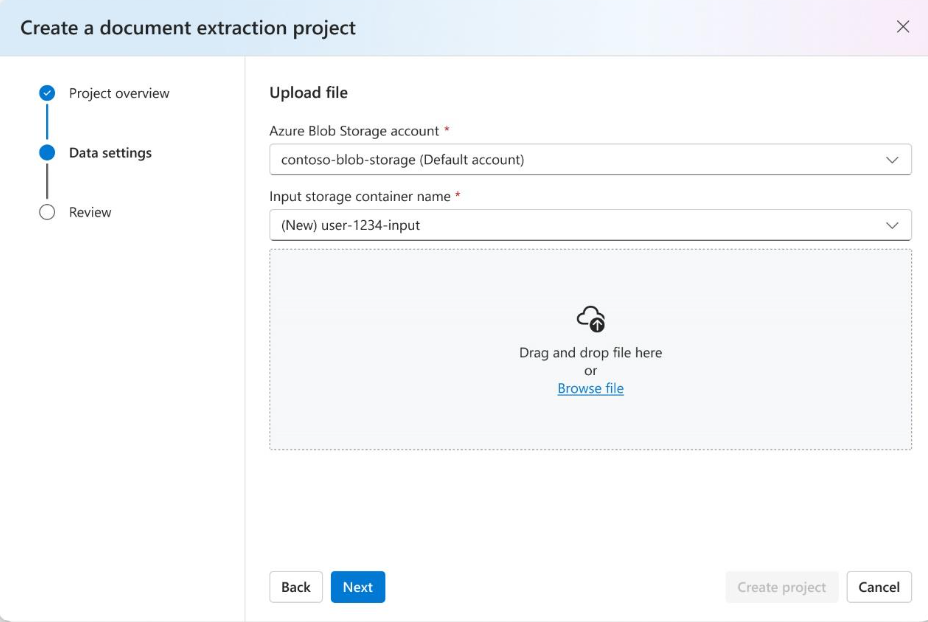 Create a document extraction project
Project overview
Data settings
Review
Upload file
Azure Blob Storage account *
contoso-blob-storage (Default account)
Input storage container name *
(New) user-1234-input
Drag and drop file here
or
Browse file
Back
Next
Create project
Cancel